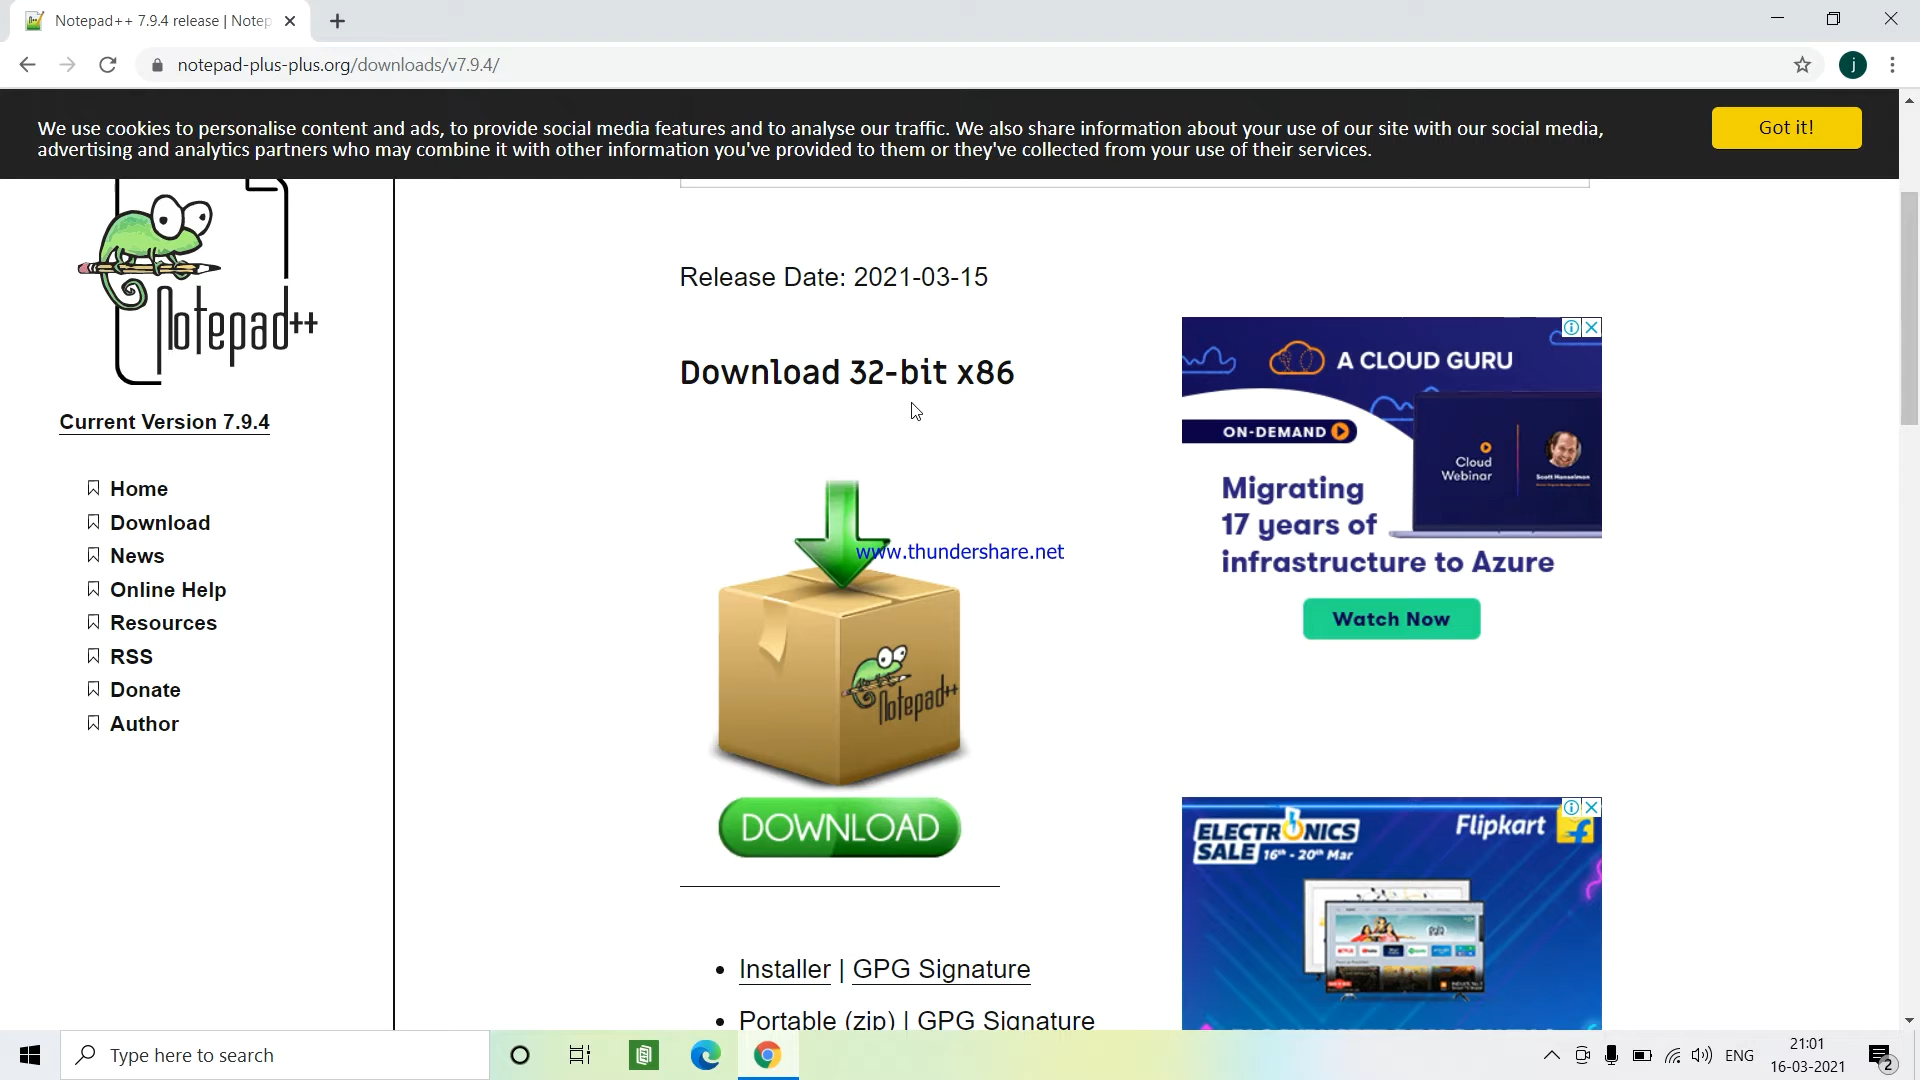 Notepad++ 7.9.4 release | Notep
notepad-plus-plus.org/downloads/v7.9.4/
j
We use cookies to personalise content and ads, to provide social media features and to analyse our traffic. We also share information about your use of our site with our social media,
advertising and analytics partners who may combine it with other information you've provided to them or they've collected from your use of their services.
Got it!
Notepad++
Current Version 7.9.4
Home
Download
News
Online Help
Resources
RSS
Donate
Author
Release Date: 2021-03-15
Download 32-bit x86
www.thundershare.net
Notepad++
DOWNLOAD
Installer | GPG Signature
Portable (zip) | GPG Signature
A CLOUD GURU
ON-DEMAND
Cloud
Webinar
Scott Hanselman
Migrating
17 years of
infrastructure to Azure
Watch Now
ELECTRONICS
SALE 16th - 20th Mar
Flipkart
Type here to search
ENG
21:01
16-03-2021
2